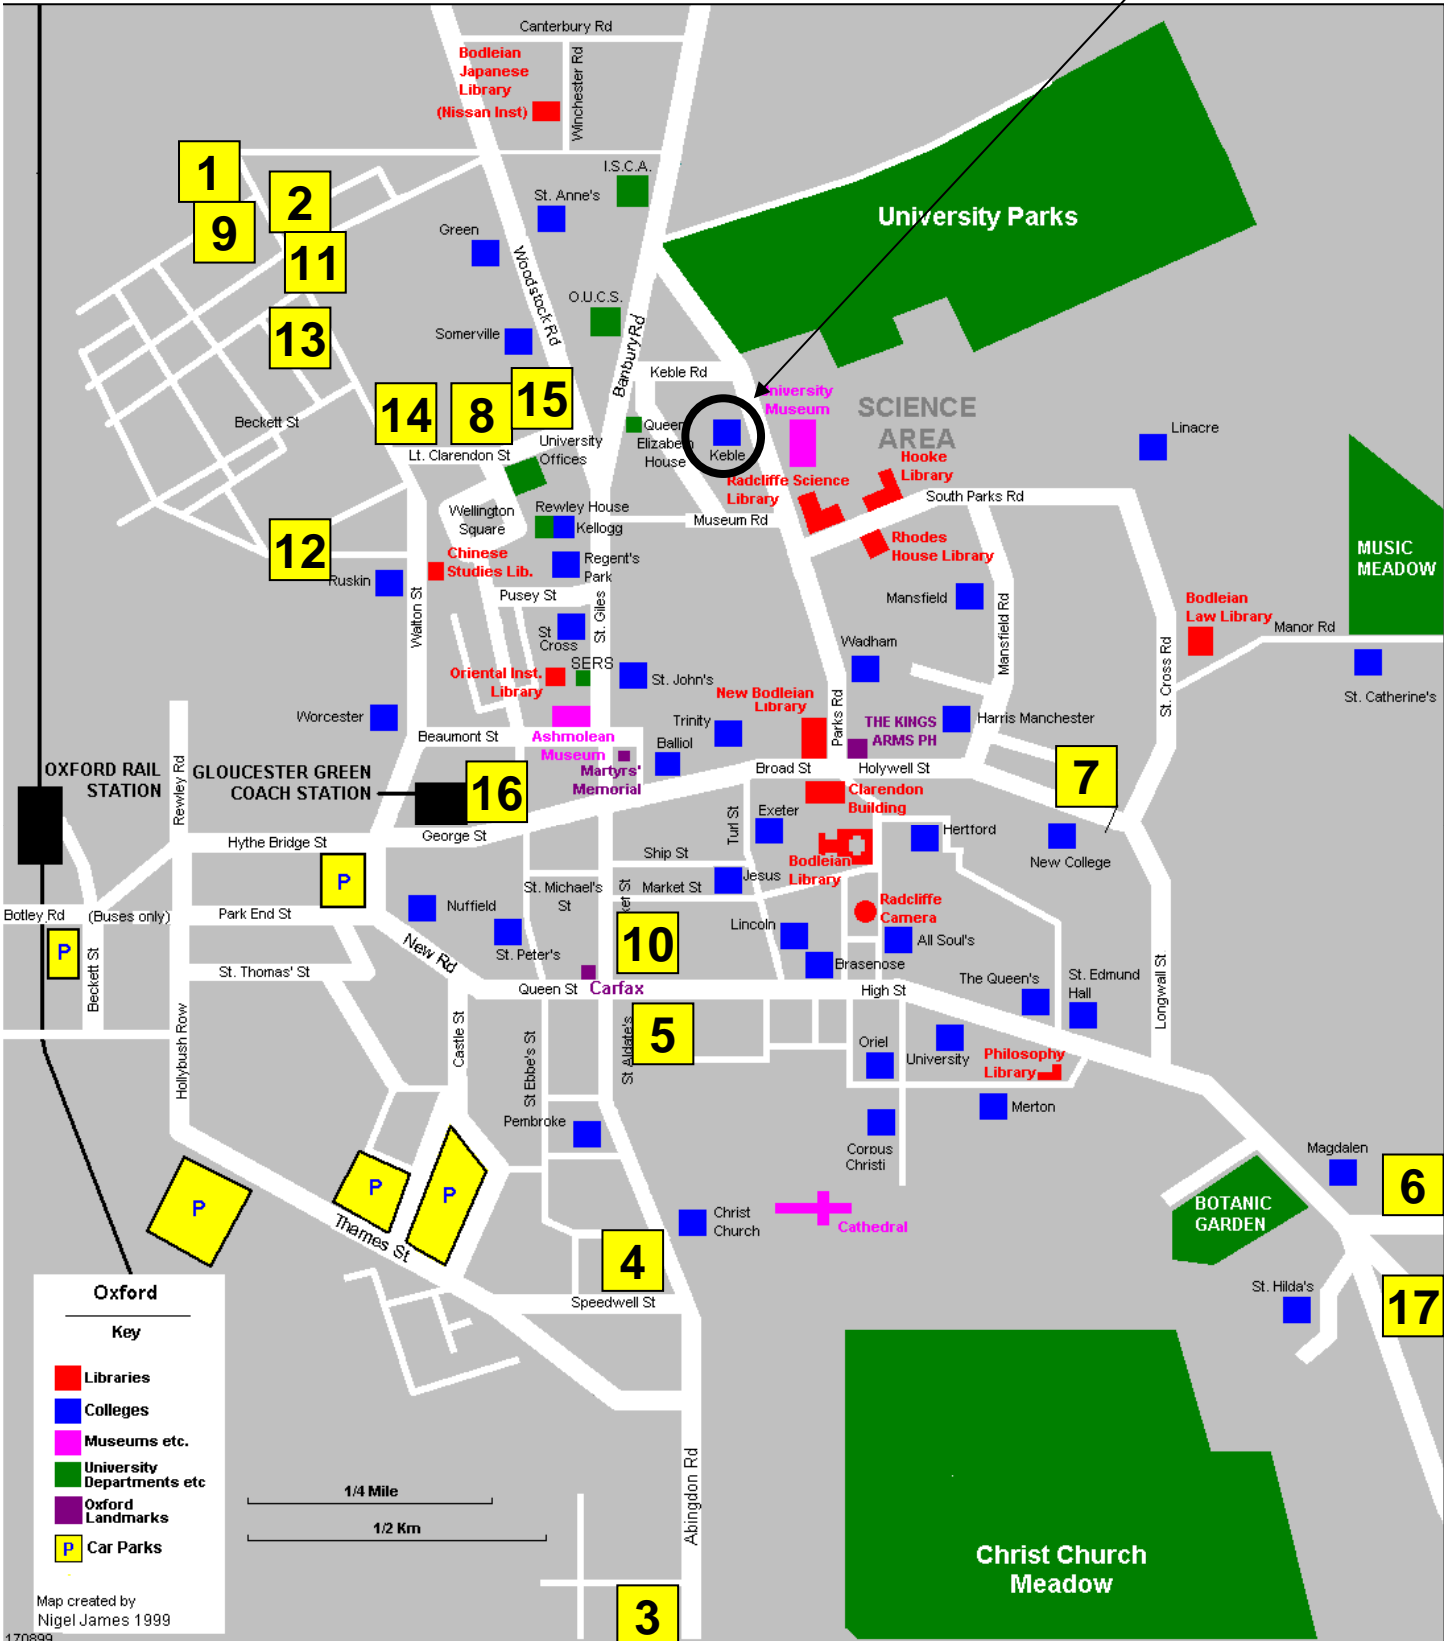 Canterbury Rd
Bodleian
Japanese
Library
(Nissan Inst)
Winchester Rd
1
2
9
11
13
I.S.C.A.
St. Anne's
Green
Woodstock Rd
University Parks
O.U.C.S.
Somerville
Banbury Rd
Keble Rd
14
8
15
Beckett St
Lt. Clarendon St
University
Offices
Queen
Elizabeth
House
Keble
University
Museum
SCIENCE
AREA
Linacre
Hooke
Library
Radcliffe Science
Library
South Parks Rd
Wellington
Square
Rewley House
Kellogg
Museum Rd
Rhodes
House Library
MUSIC
MEADOW
12
Ruskin
Chinese
Studies Lib.
Regent's
Park
Pusey St
Walton St
St. Giles
St
Cross
Mansfield
Mansfield Rd
Bodleian
Law Library
Manor Rd
Wadham
St. Cross Rd
St. Catherine's
Oriental Inst.
Library
SERS
St. John's
New Bodleian
Library
Parks Rd
Worcester
Trinity
Balliol
THE KINGS
ARMS PH
Harris Manchester
Beaumont St
Ashmolean
Museum
Martyrs'
Memorial
Broad St
Holywell St
7
OXFORD RAIL
STATION
Rewley Rd
GLOUCESTER GREEN
COACH STATION
16
Clarendon
Building
Turl St
Exeter
Hertford
New College
Hythe Bridge St
George St
Ship St
Bodleian
Library
P
St. Michael's
St
Market St
ket St
Jesus
Botley Rd
(Buses only)
Park End St
Nuffield
Radcliffe
Camera
P
New Rd
St. Peter's
10
Lincoln
All Soul's
Brasenose
Beckett St
St. Thomas' St
The Queen's
St. Edmund
Hall
Longwall St
Queen St
Carfax
High St
Hollybush Row
Castle St
St Ebbe's St
St Aldate's
5
Oriel
University
Philosophy
Library
Pembroke
Merton
Corpus
Christi
Magdalen
6
P
P
P
Thames St
Christ
Church
Cathedral
BOTANIC
GARDEN
4
Speedwell St
St. Hilda's
17
Oxford
Key
Libraries
Colleges
Museums etc.
University
Departments etc
Oxford
Landmarks
P
Car Parks
Map created by
Nigel James 1999
170899
1/4 Mile
1/2 Km
Abingdon Rd
3
Christ Church
Meadow